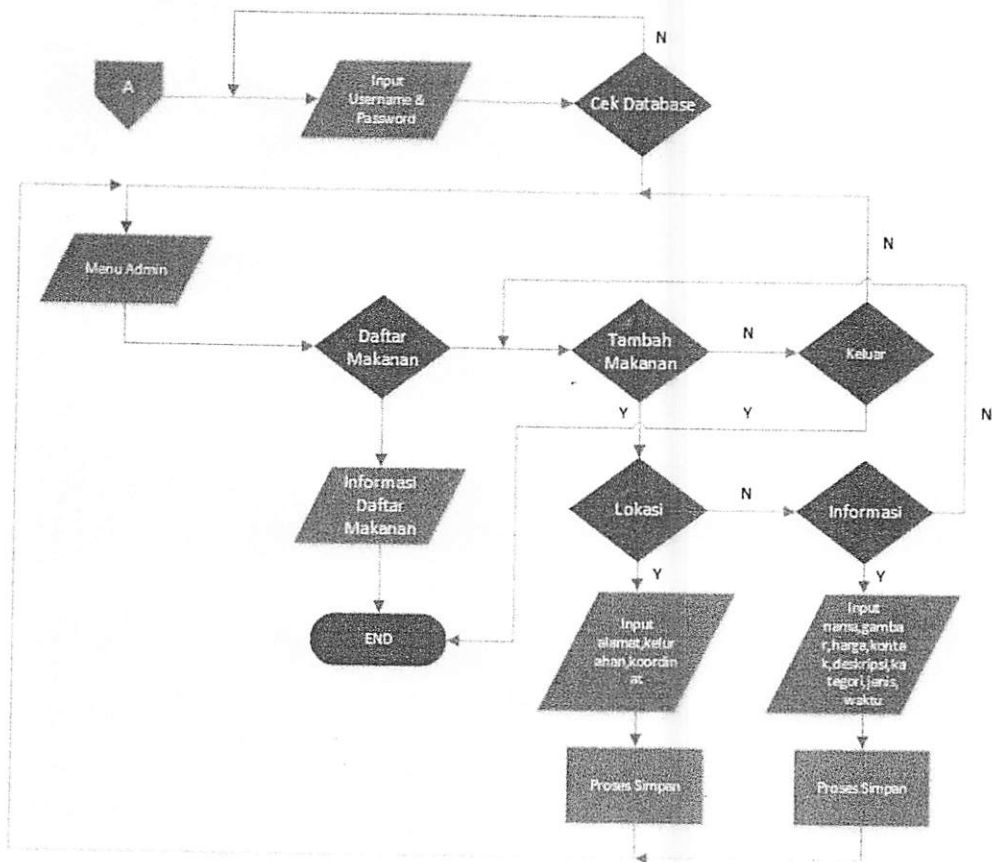 N
A
Input
Username &
Password
Cek Database
N
Menu Admin
Daftar
Makanan
Tambah
Makanan
N
Keluar
Y
Y
N
Informasi
Daftar
Makanan
Lokasi
N
Informasi
Y
Y
END
Input
alamat,kelur
ahan,koordin
at
Input
nama,gamba
r,harga,konta
k,deskripsi,ka
tegori,jenis,
waktu
Proses Simpan
Proses Simpan